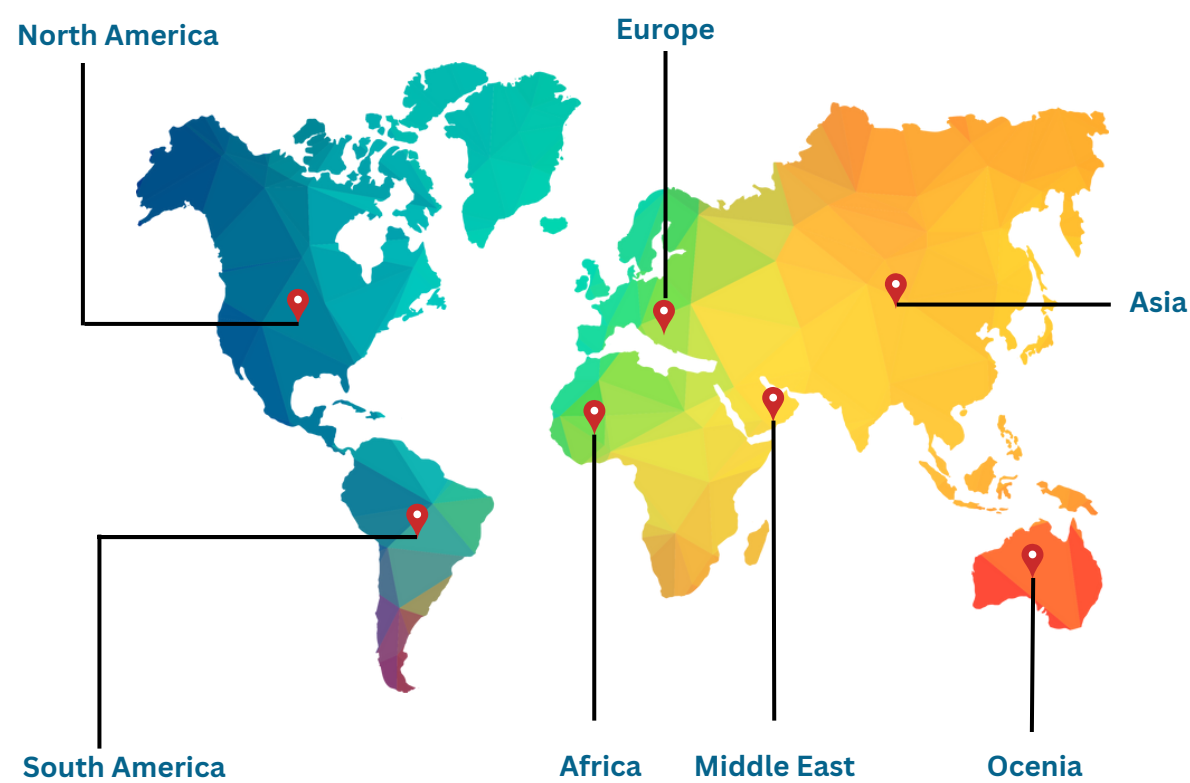 North America
Europe
Asia
South America
Africa
Middle East
Ocenia